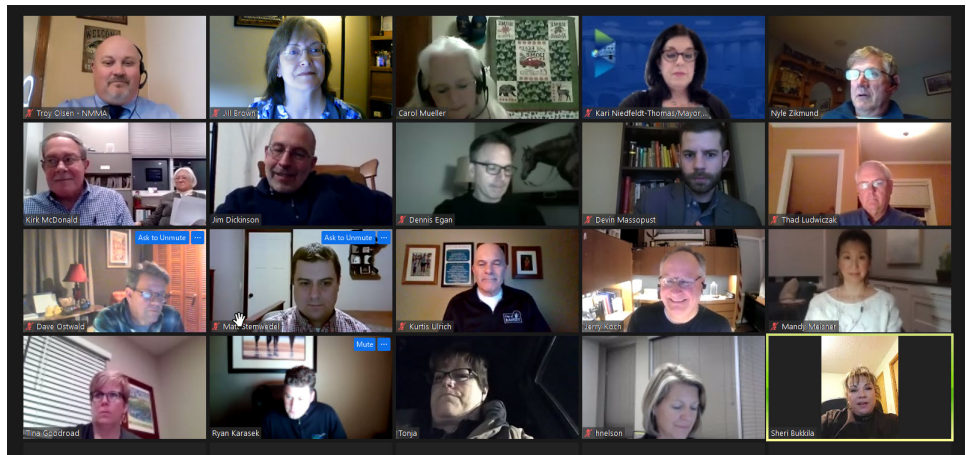 WELCOME
Troy Olsen - NMMA
Jill Brown
Carol Mueller
Kari Niedfeldt-Thomas/Mayor...
Nyle Zikmund
Kirk McDonald
Jim Dickinson
Dennis Egan
Devin Massopust
Thad Ludwiczak
Ask to Unmute ...
Ask to Unmute ...
Dave Ostwald
Matt Stemwedel
Kurtis Ulrich
Jerry Koch
Mandy Meisner
Mute ...
Tina Goodroad
Ryan Karasek
Tonja
hnelson
Sheri Bukkila